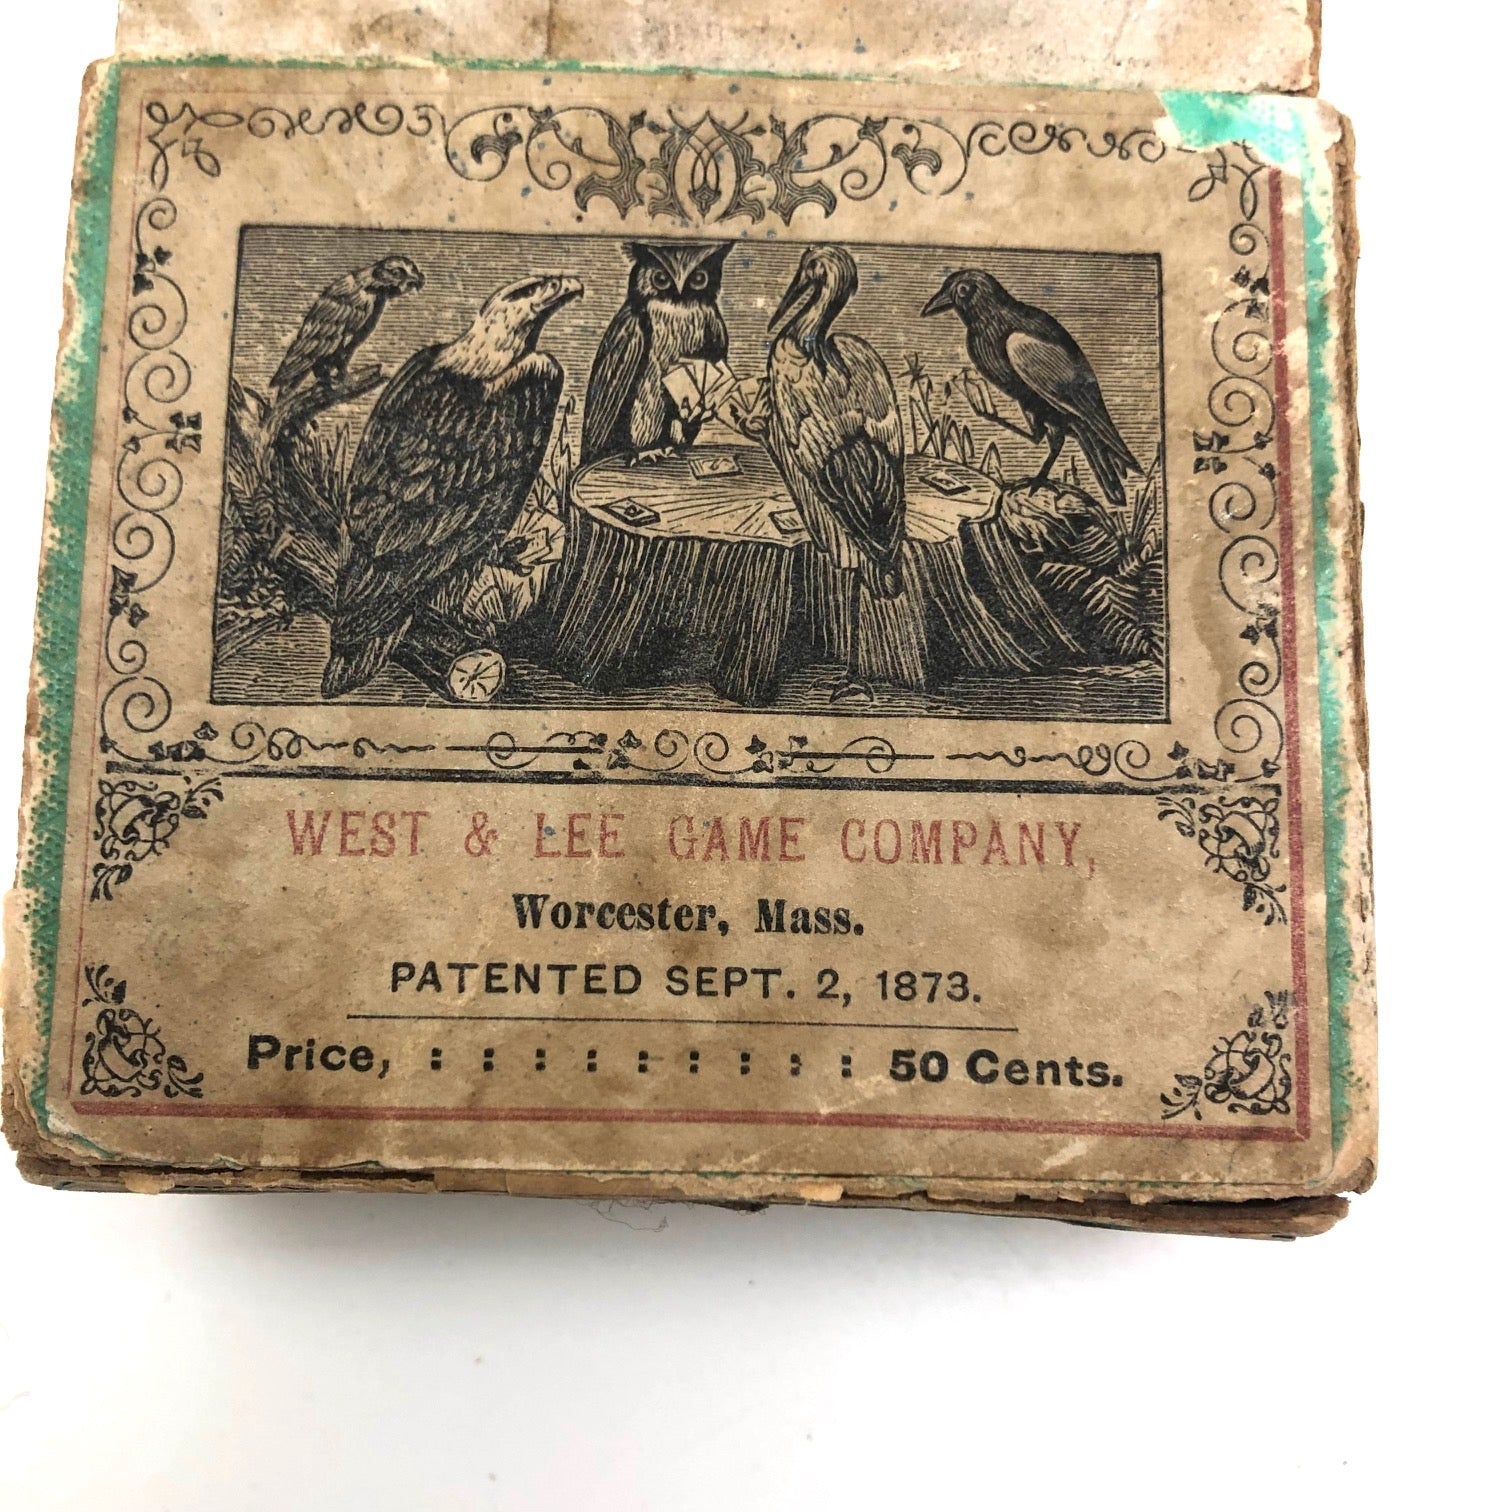 WEST & LEE GAME COMPANY,
Worcester, Mass.
PATENTED SEPT. 2, 1873.
Price, : : : : : : : : : 50 Cents.